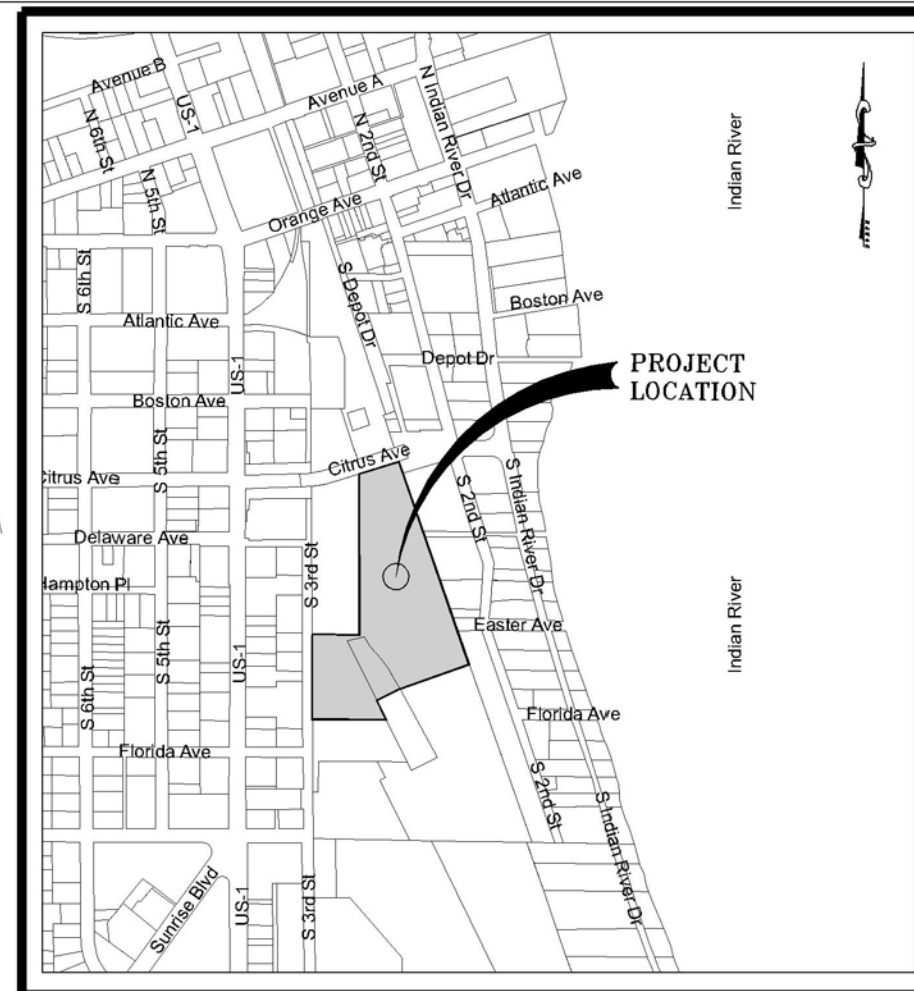 Avenue B
Avenue A
US-1
N 6th St
N 5th St
N 2nd St
N Indian River Dr
Indian River
Atlantic Ave
Orange Ave
S 6th St
S Depot Dr
Boston Ave
Atlantic Ave
Depot Dr
US-1
PROJECT
LOCATION
Boston Ave
S 5th St
Citrus Ave
Citrus Ave
S 2nd St
S Indian River Dr
Delaware Ave
S 3rd St
Hampton Pl
Indian River
Easter Ave
S 5th St
US-1
S 6th St
Florida Ave
Florida Ave
S 2nd St
S Indian River Dr
Sunrise Blvd
US-1
S 3rd St